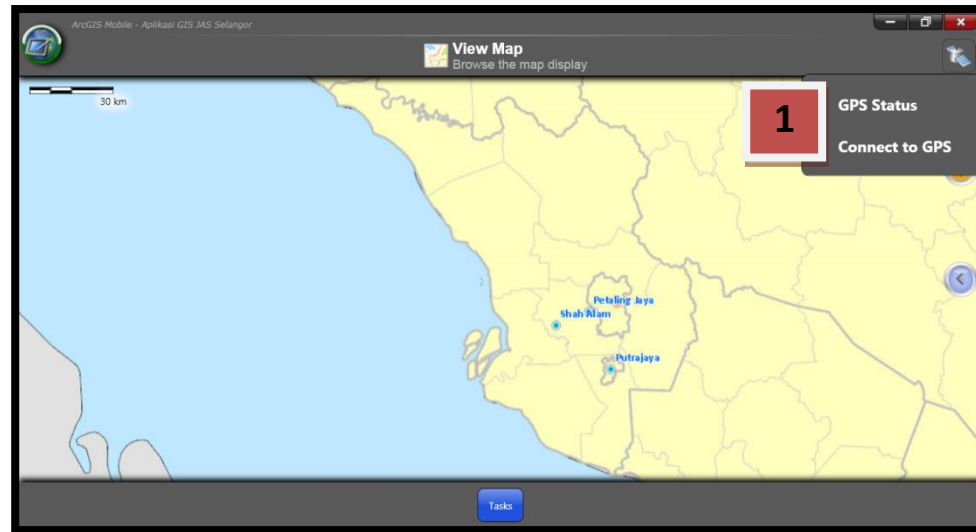 ArcGIS Mobile - Aplikasi GIS JAS Selangor
View Map
Browse the map display
30 km
1
GPS Status
Connect to GPS
Petaling Jaya
Shah Alam
Putrajaya
Tasks